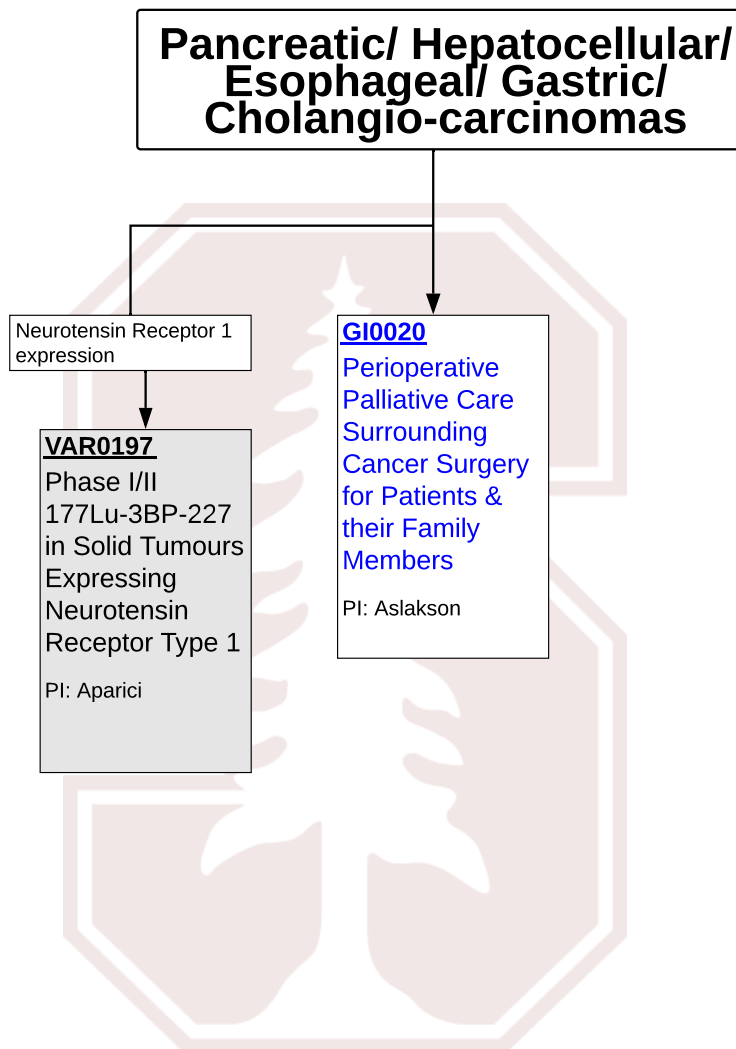 Pancreatic/ Hepatocellular/
Esophageal/ Gastric/
Cholangio-carcinomas
Neurotensin Receptor 1
expression
VAR0197
Phase I/II
177Lu-3BP-227
in Solid Tumours
Expressing
Neurotensin
Receptor Type 1
PI: Aparici
GI0020
Perioperative
Palliative Care
Surrounding
Cancer Surgery
for Patients &
their Family
Members
PI: Aslakson